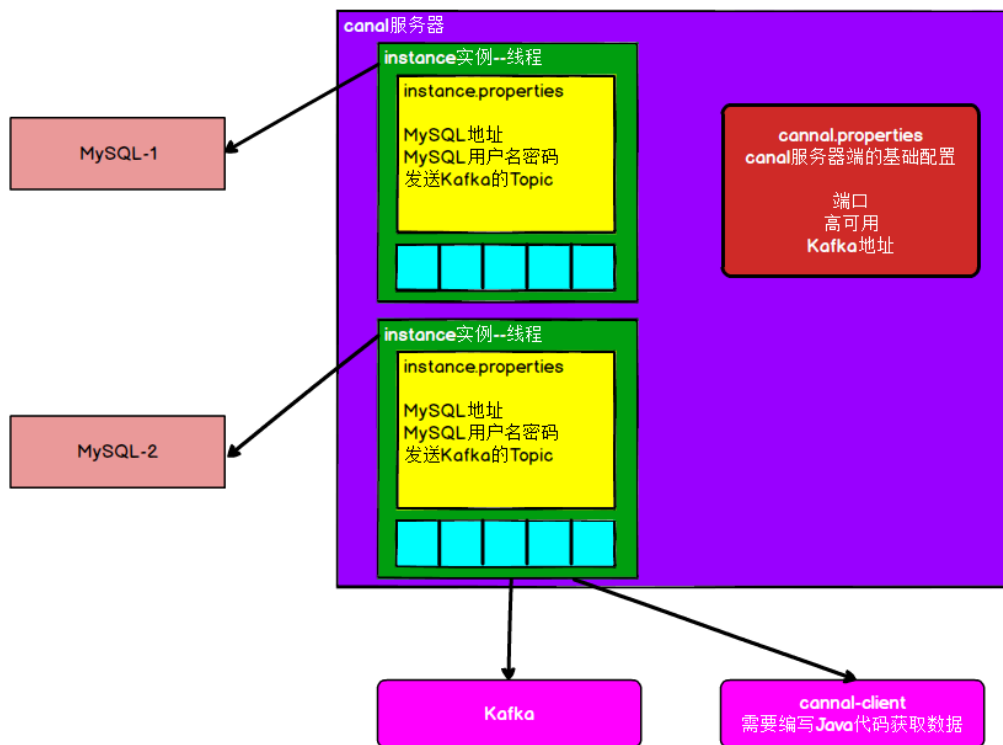 canal服务器
instance实例--线程
instance.properties
MySQL地址
MySQL用户名密码
发送Kafka的Topic
MySQL-1
cannal.properties
canal服务器端的基础配置
端口
高可用
Kafka地址
instance实例--线程
instance.properties
MySQL地址
MySQL用户名密码
发送Kafka的Topic
MySQL-2
Kafka
cannal-client
需要编写Java代码获取数据